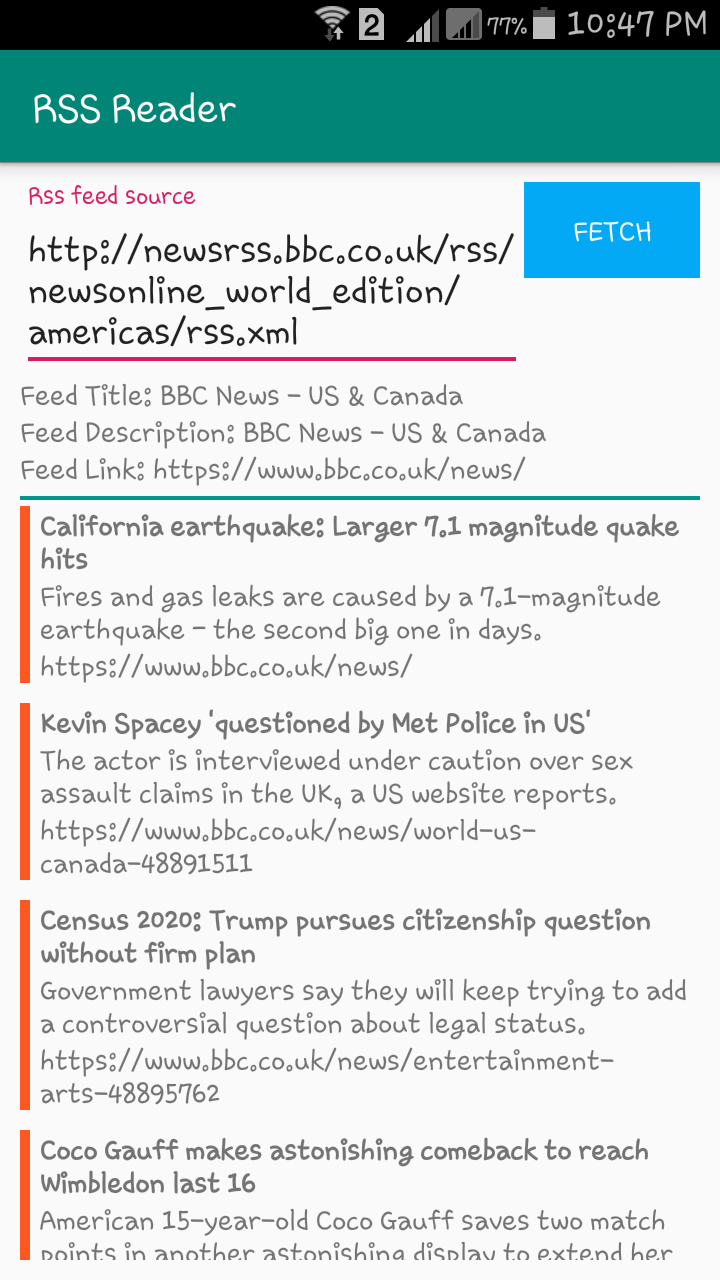 2 77% 10:47 PM
RSS Reader
Rss feed source
FETCH
http://newsrss.bbc.co.uk/rss/
newsonline_world_edition/
americas/rss.xml
Feed Title: BBC News - US & Canada
Feed Description: BBC News - US & Canada
Feed Link: https://www.bbc.co.uk/news/
California earthquake: Larger 7.1 magnitude quake
hits
Fires and gas leaks are caused by a 7.1-magnitude
earthquake - the second big one in days.
https://www.bbc.co.uk/news/
Kevin Spacey 'questioned by Met Police in US'
The actor is interviewed under caution over sex
assault claims in the UK, a US website reports.
https://www.bbc.co.uk/news/world-us-
canada-48891511
Census 2020: Trump pursues citizenship question
without firm plan
Government lawyers say they will keep trying to add
a controversial question about legal status.
https://www.bbc.co.uk/news/entertainment-
arts-48895762
Coco Gauff makes astonishing comeback to reach
Wimbledon last 16
American 15-year-old Coco Gauff saves two match
points in another astonishing display to extend her